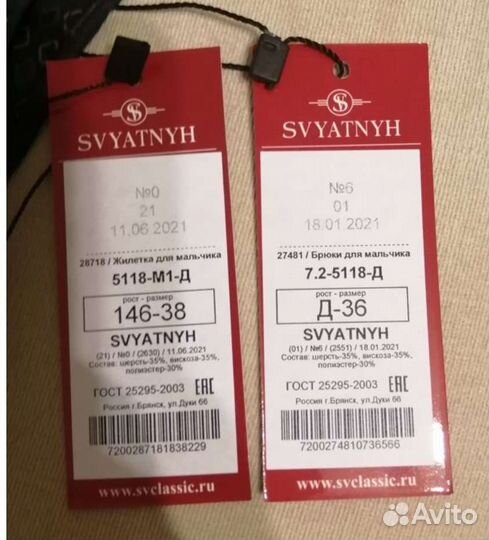 SVYATNYH
№0
21
11.06 2021
28718 / Жилетка для мальчика
5118-М1-Д
рост - размер
146-38
SVYATNYH
(21) / №0 / (2630) / 11.06.2021
Состав: шерсть-35%, вискоза-35%,
полиэстер-30%
ГОСТ 25295-2003 EAC
Россия г.Брянск, ул.Дуки 66
7200287181838229
www.svclassic.ru
SVYATNYH
№6
01
18.01 2021
27481 / Брюки для мальчика
7.2-5118-Д
рост - размер
Д-36
SVYATNYH
(01) / №6 / (2551) / 18.01.2021
Состав: шерсть-35%, вискоза-35%,
полиэстер-30%
ГОСТ 25295-2003 EAC
Россия г.Брянск, ул.Дуки 66
7200274810736566
www.svclassic.ru
Avito